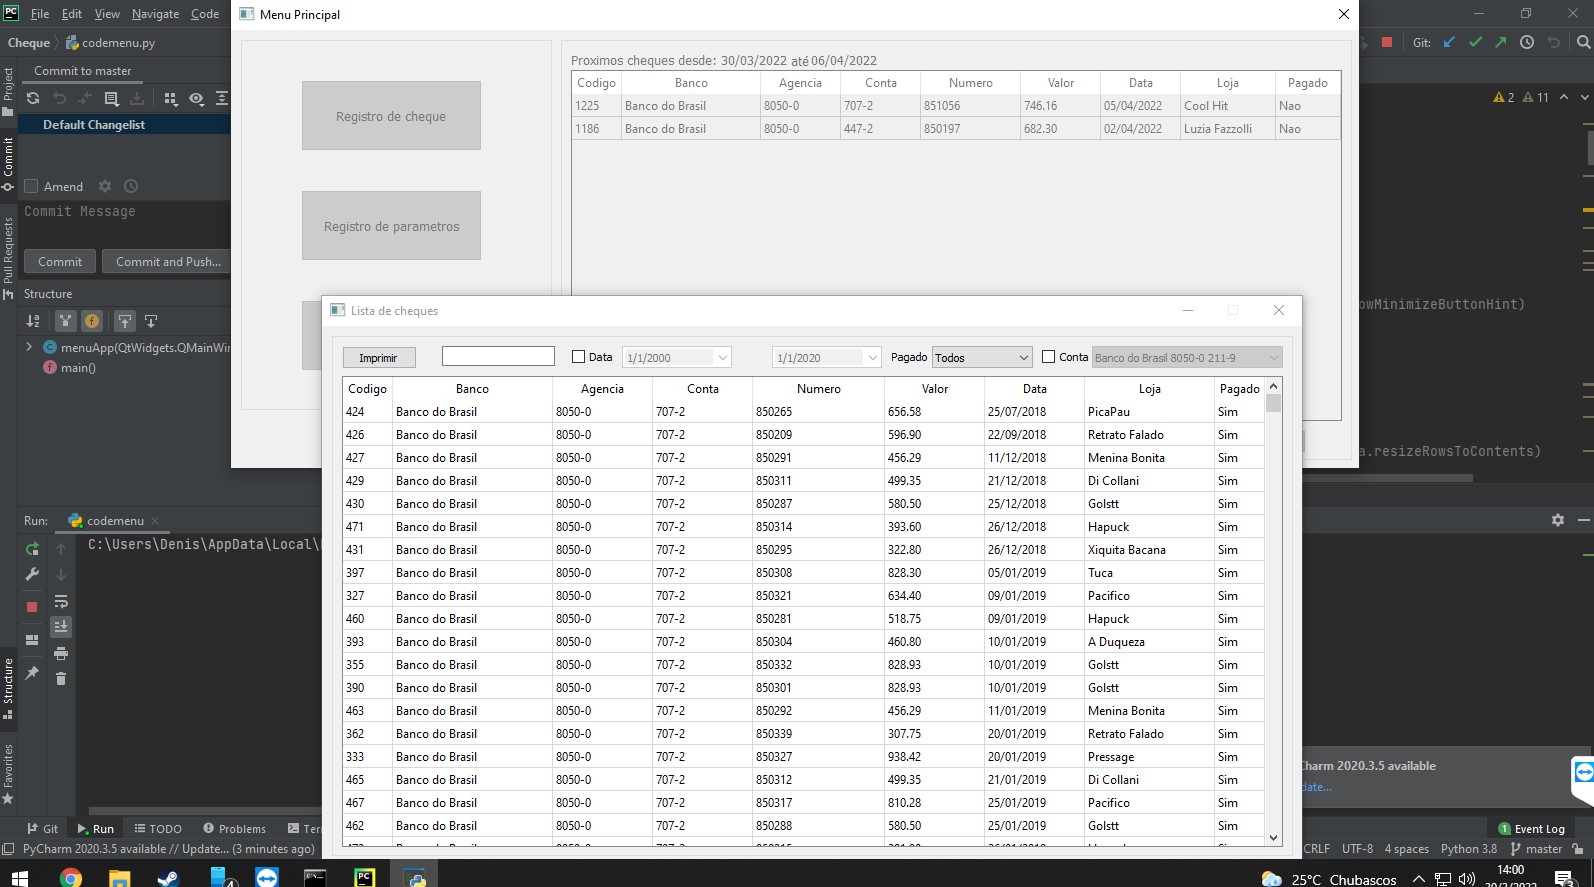 PC File Edit View Navigate Code
Cheque codemenu.py
Commit to master
Default Changelist
Amend
Commit Message
Commit Commit and Push...
Structure
menuApp(QtWidgets.QMainWin
main()
Project
Commit
Pull Requests
Structure
Favorites
Menu Principal
Registro de cheque
Registro de parametros
Proximos cheques desde: 30/03/2022 até 06/04/2022
Codigo Banco Agencia Conta Numero Valor Data Loja Pagado
1225 Banco do Brasil 8050-0 707-2 851056 746.16 05/04/2022 Cool Hit Nao
1186 Banco do Brasil 8050-0 447-2 850197 682.30 02/04/2022 Luzia Fazzolli Nao
Git:
2 11
owMinimizeButtonHint)
a.resizeRowsToContents)
Lista de cheques
Imprimir Data 1/1/2000 1/1/2020 Pagado Todos Conta Banco do Brasil 8050-0 211-9
Codigo Banco Agencia Conta Numero Valor Data Loja Pagado
424 Banco do Brasil 8050-0 707-2 850265 656.58 25/07/2018 PicaPau Sim
426 Banco do Brasil 8050-0 707-2 850209 596.90 22/09/2018 Retrato Falado Sim
427 Banco do Brasil 8050-0 707-2 850291 456.29 11/12/2018 Menina Bonita Sim
429 Banco do Brasil 8050-0 707-2 850311 499.35 21/12/2018 Di Collani Sim
430 Banco do Brasil 8050-0 707-2 850287 580.50 25/12/2018 Golstt Sim
471 Banco do Brasil 8050-0 707-2 850314 393.60 26/12/2018 Hapuck Sim
431 Banco do Brasil 8050-0 707-2 850295 322.80 26/12/2018 Xiquita Bacana Sim
397 Banco do Brasil 8050-0 707-2 850308 828.30 05/01/2019 Tuca Sim
327 Banco do Brasil 8050-0 707-2 850321 634.40 09/01/2019 Pacifico Sim
460 Banco do Brasil 8050-0 707-2 850281 518.75 09/01/2019 Hapuck Sim
393 Banco do Brasil 8050-0 707-2 850304 460.80 10/01/2019 A Duqueza Sim
355 Banco do Brasil 8050-0 707-2 850332 828.93 10/01/2019 Golstt Sim
390 Banco do Brasil 8050-0 707-2 850301 828.93 10/01/2019 Golstt Sim
463 Banco do Brasil 8050-0 707-2 850292 456.29 11/01/2019 Menina Bonita Sim
362 Banco do Brasil 8050-0 707-2 850339 307.75 20/01/2019 Retrato Falado Sim
333 Banco do Brasil 8050-0 707-2 850327 938.42 20/01/2019 Pressage Sim
465 Banco do Brasil 8050-0 707-2 850312 499.35 21/01/2019 Di Collani Sim
467 Banco do Brasil 8050-0 707-2 850317 810.28 25/01/2019 Pacifico Sim
462 Banco do Brasil 8050-0 707-2 850288 580.50 25/01/2019 Golstt Sim
Run: codemenu
C:\Users\Denis\AppData\Local\
Charm 2020.3.5 available
date...
Git Run TODO Problems Ter
1 Event Log
PyCharm 2020.3.5 available // Update... (3 minutes ago)
CRLF UTF-8 4 spaces Python 3.8 master
4
25°C Chubascos
14:00
3